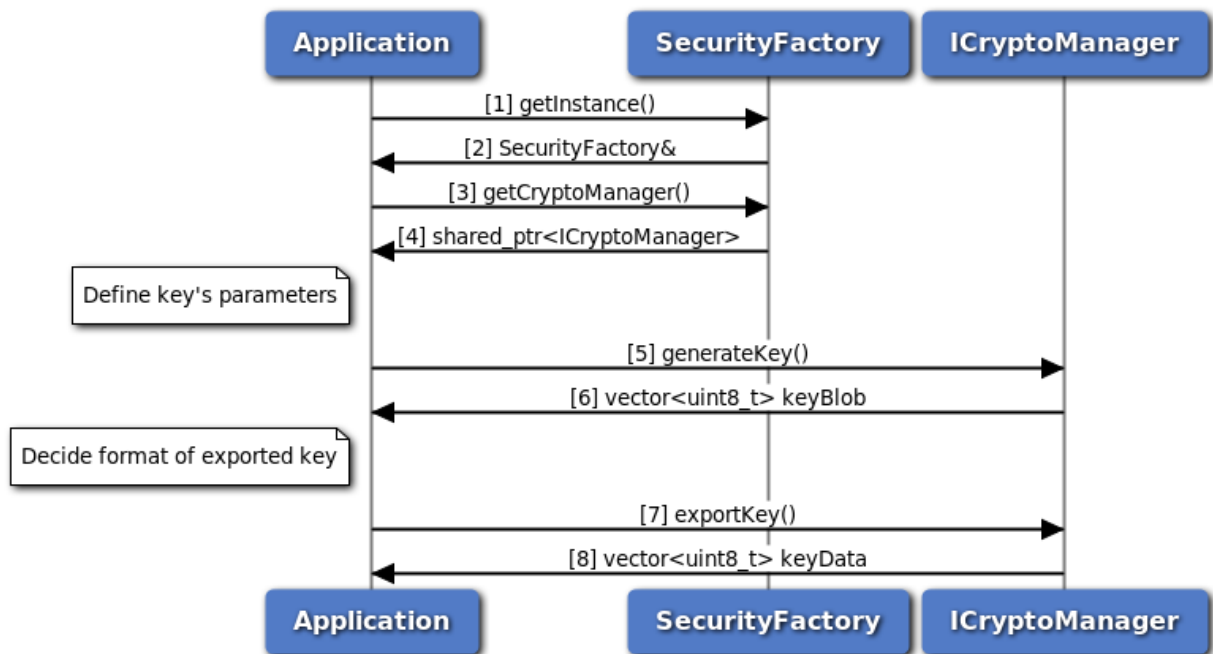 Application SecurityFactory ICryptoManager
[1] getInstance()
[2] SecurityFactory&
[3] getCryptoManager()
[4] shared_ptr<ICryptoManager>
Define key's parameters
[5] generateKey()
[6] vector<uint8_t> keyBlob
Decide format of exported key
[7] exportKey()
[8] vector<uint8_t> keyData
Application SecurityFactory ICryptoManager